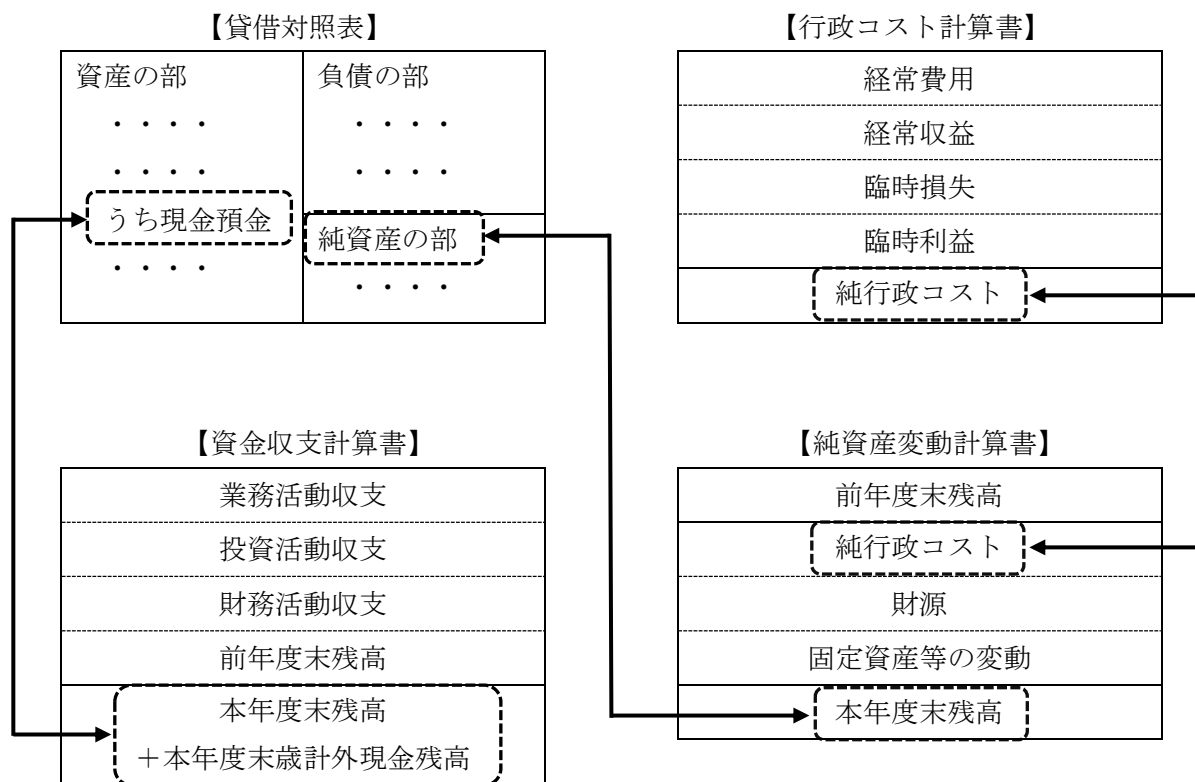 【貸借対照表】
資産の部
・・・・
・・・・
うち現金預金
・・・・
負債の部
・・・・
・・・・
純資産の部
・・・・
【行政コスト計算書】
経常費用
経常収益
臨時損失
臨時利益
純行政コスト
【資金収支計算書】
業務活動収支
投資活動収支
財務活動収支
前年度末残高
本年度末残高
＋本年度末歳計外現金残高
【純資産変動計算書】
前年度末残高
純行政コスト
財源
固定資産等の変動
本年度末残高